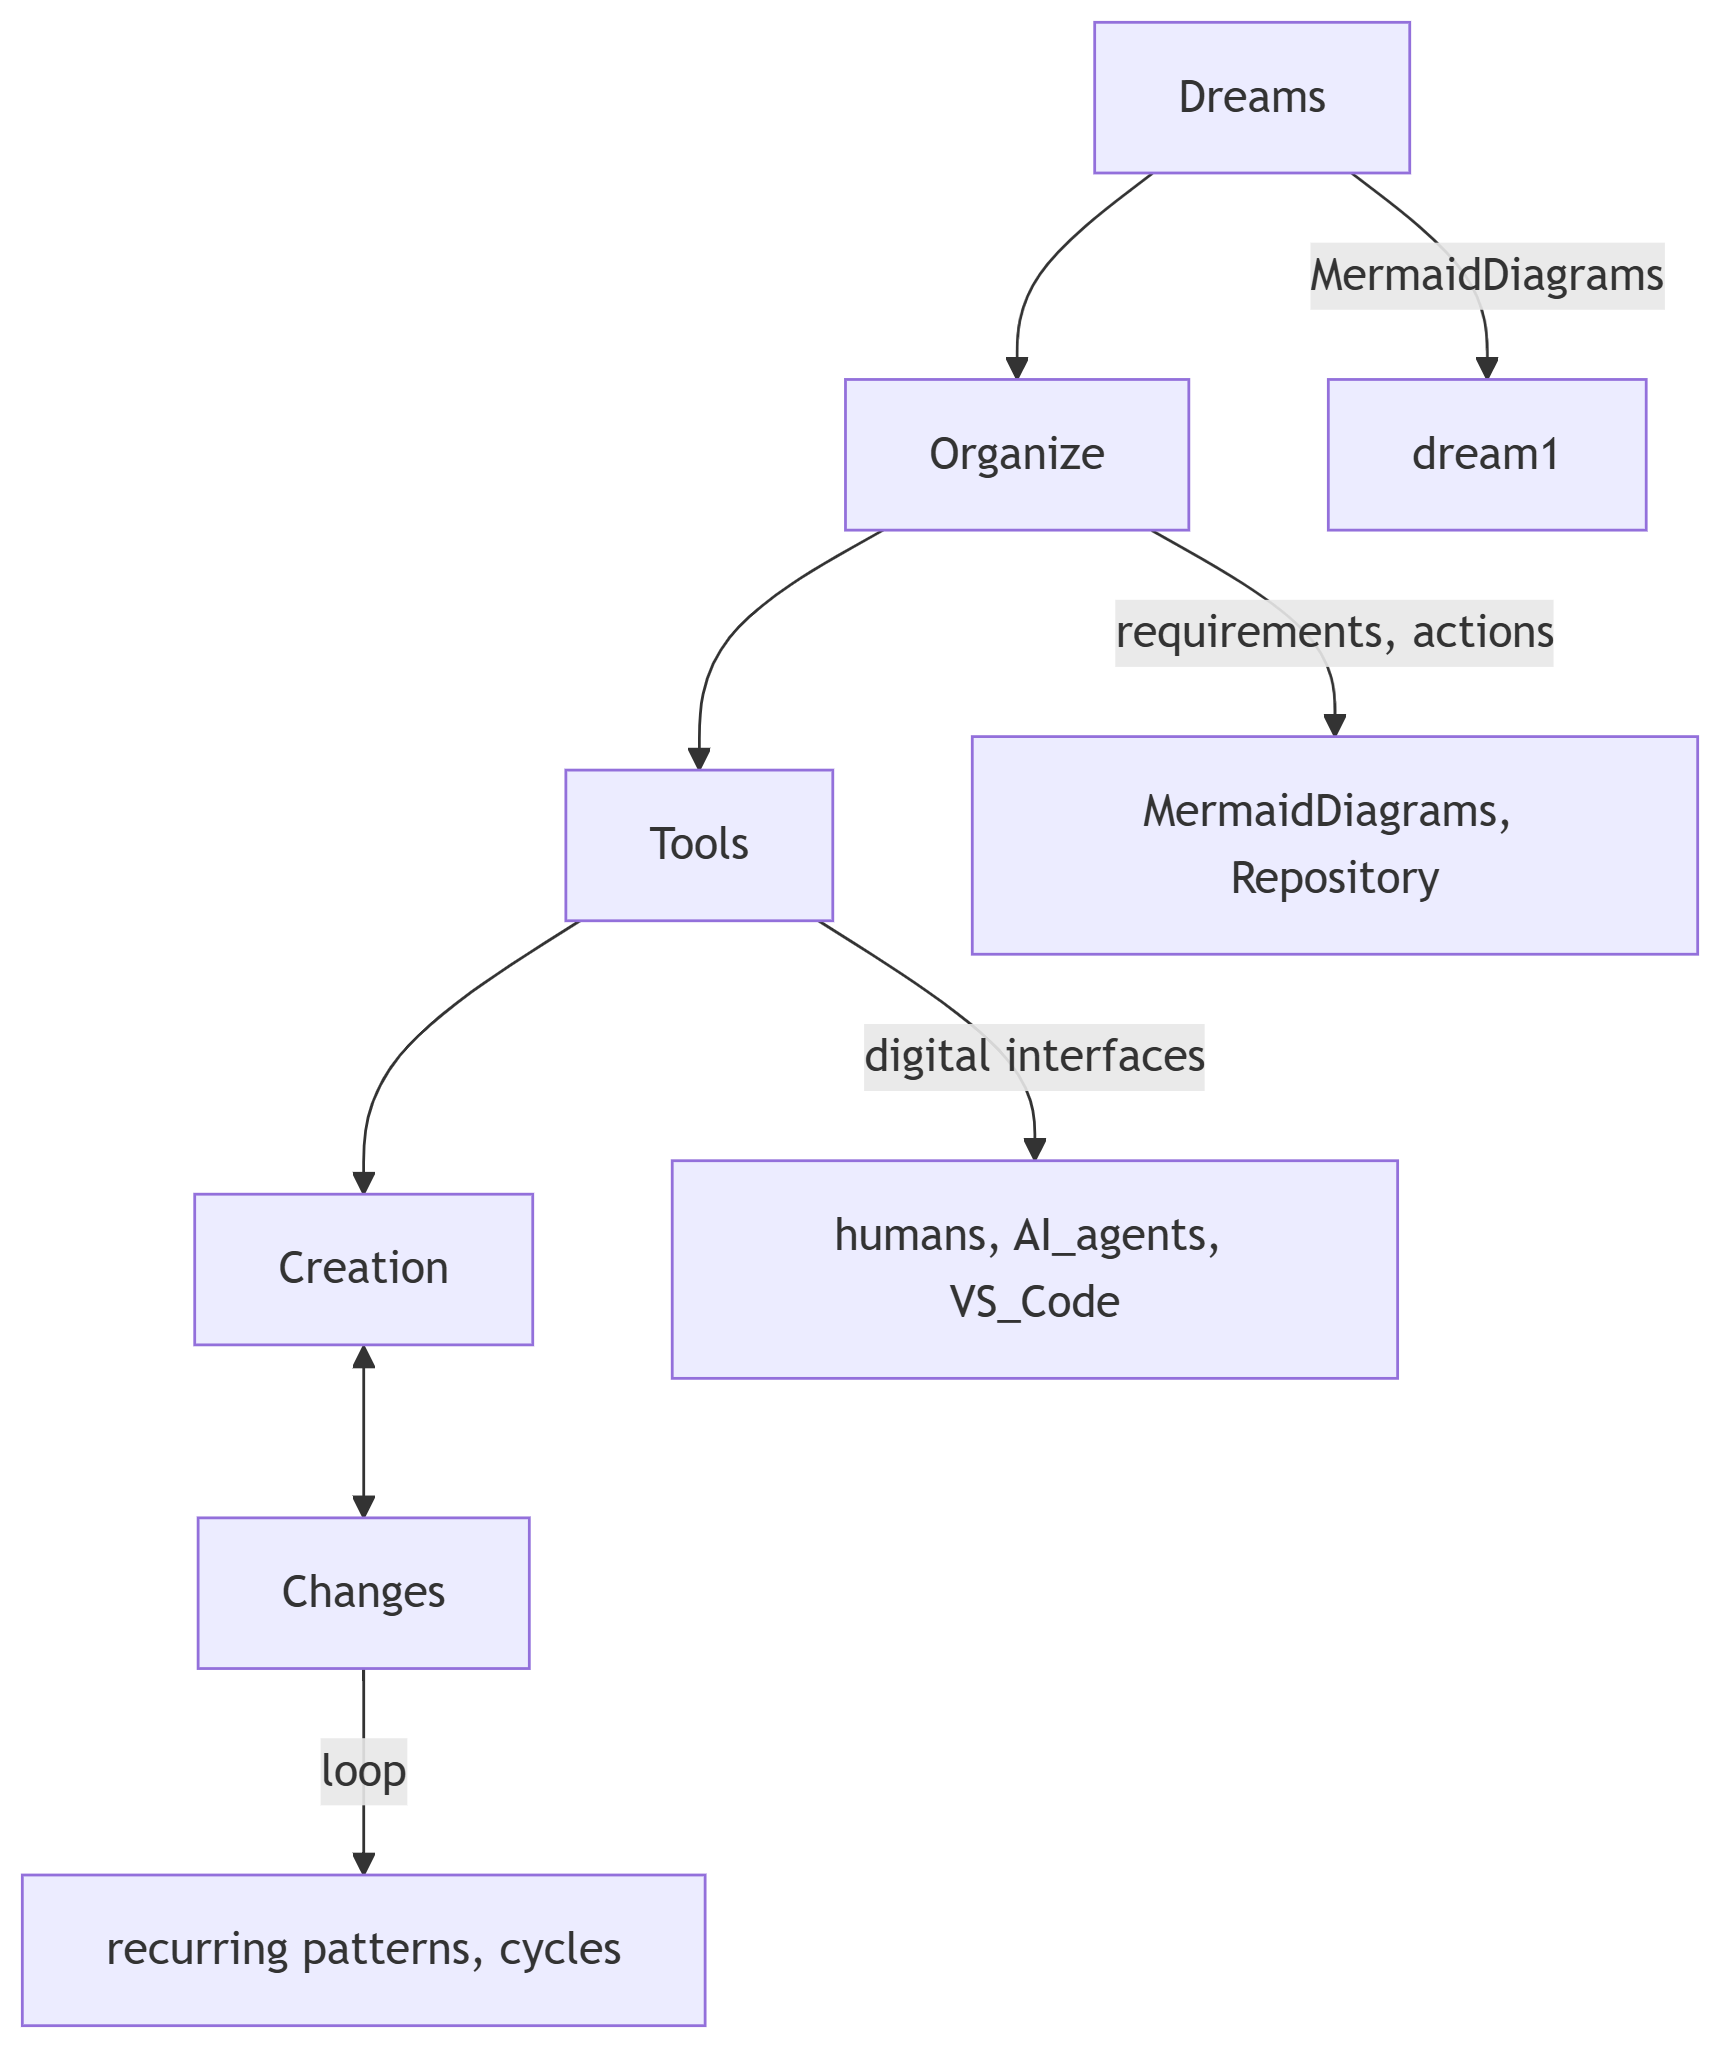 Dreams
MermaidDiagrams
Organize
dream1
requirements, actions
Tools
MermaidDiagrams,
Repository
digital interfaces
Creation
humans, AI_agents,
VS_Code
Changes
loop
recurring patterns, cycles